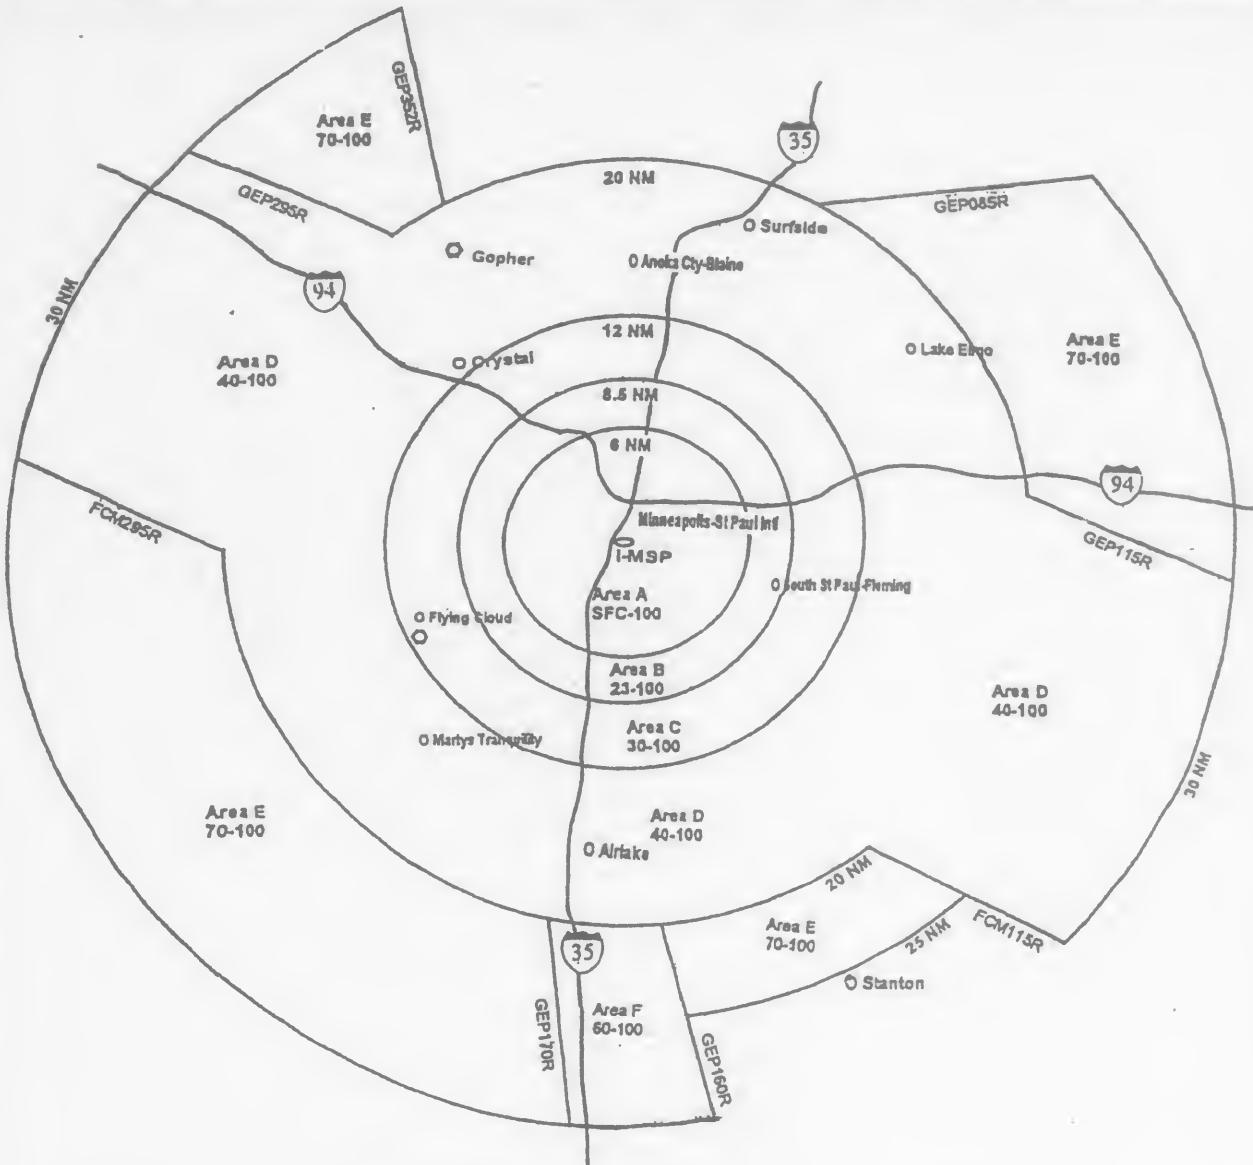 Area E
70-100
GEP352R
35
20 NM
GEP295R
GEP085R
Surfside
Gopher
Anoka Cty-Blaine
94
30 NM
12 NM
Area E
70-100
Lake Elmo
Crystal
Area D
40-100
8.5 NM
6 NM
94
FCM295R
Minneapolis-St Paul Intl
I-MSP
GEP115R
South St Paul-Fleming
Area A
SFC-100
Flying Cloud
Area B
23-100
Area D
40-100
Area C
30-100
Martys Tranquility
30 NM
Area E
70-100
Area D
40-100
Airlake
20 NM
Area E
70-100
25 NM
FCM115R
35
Stanton
Area F
60-100
GEP170R
GEP160R